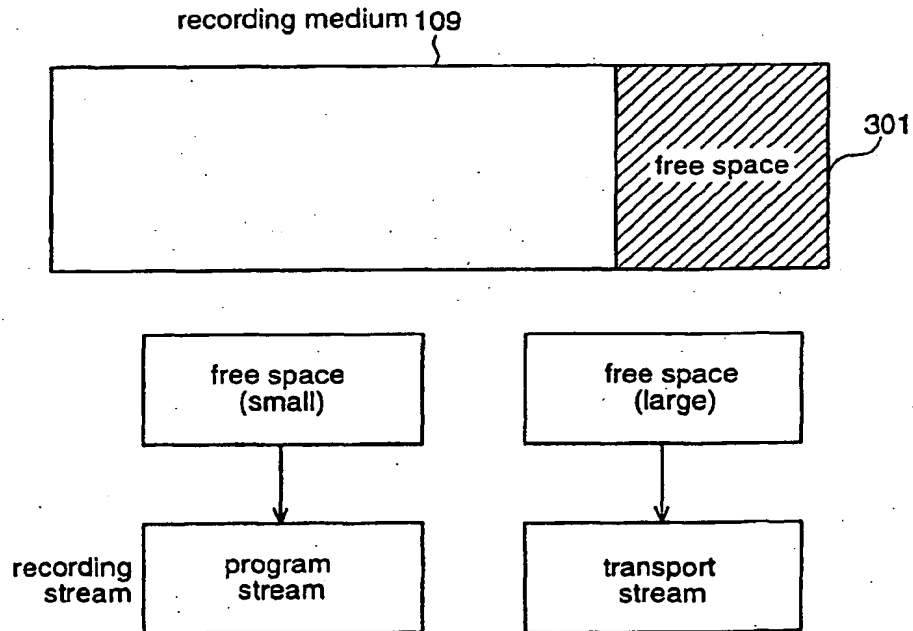 recording medium 109
301
free space
free space
(small)
free space
(large)
recording
stream
program
stream
transport
stream